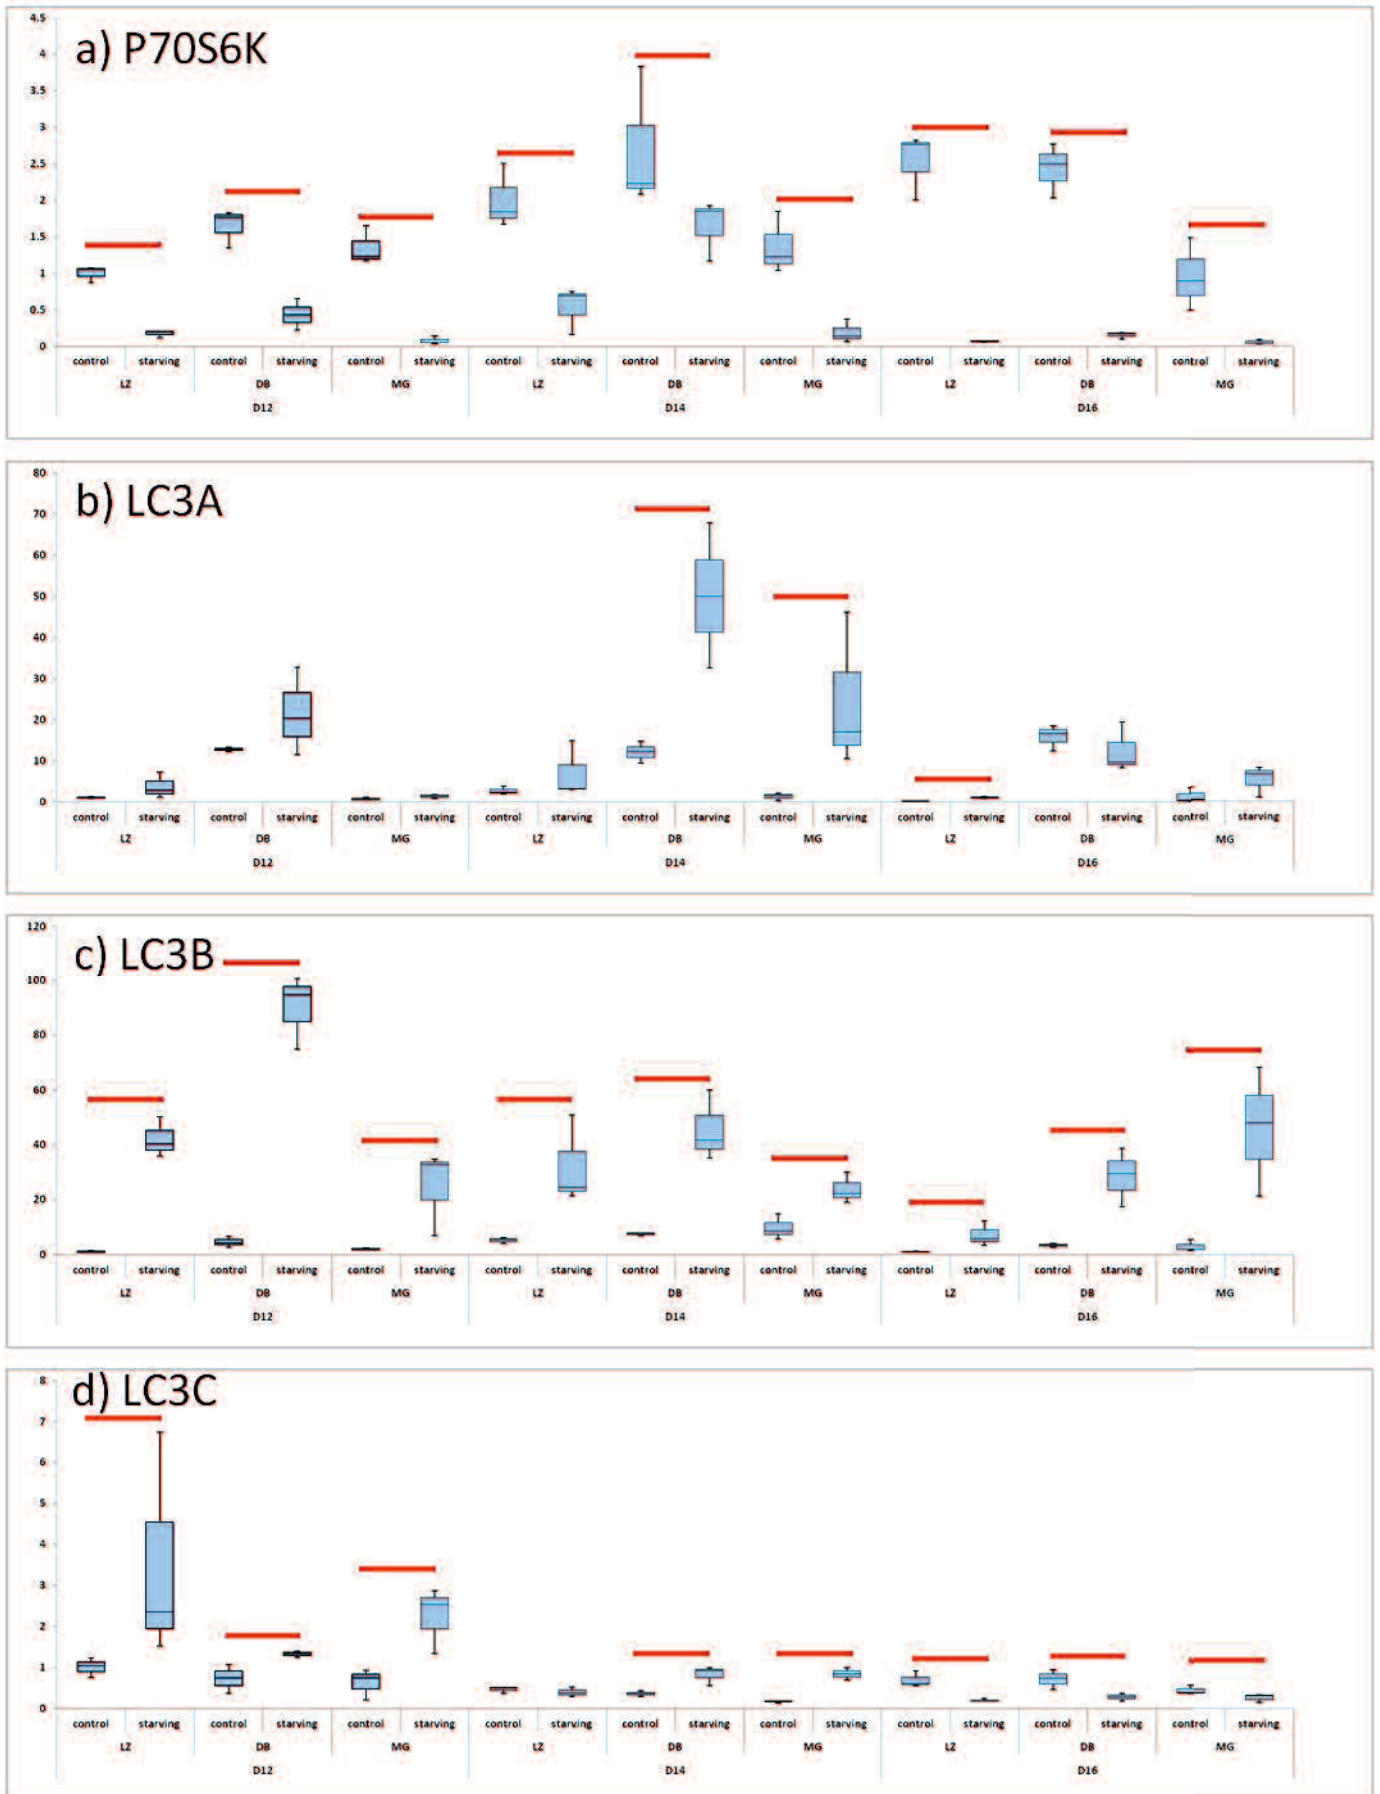 a) P70S6K
4.5
4
3.5
3
2.5
2
1.5
1
0.5
0
control starving control starving control starving control starving control starving control starving control starving control starving control starving
LZ DB MG LZ DB MG LZ DB MG
D12 D14 D16
b) LC3A
80
70
60
50
40
30
20
10
0
control starving control starving control starving control starving control starving control starving control starving control starving control starving
LZ DB MG LZ DB MG LZ DB MG
D12 D14 D16
c) LC3B
120
100
80
60
40
20
0
control starving control starving control starving control starving control starving control starving control starving control starving control starving
LZ DB MG LZ DB MG LZ DB MG
D12 D14 D16
d) LC3C
8
7
6
5
4
3
2
1
0
control starving control starving control starving control starving control starving control starving control starving control starving control starving
LZ DB MG LZ DB MG LZ DB MG
D12 D14 D16